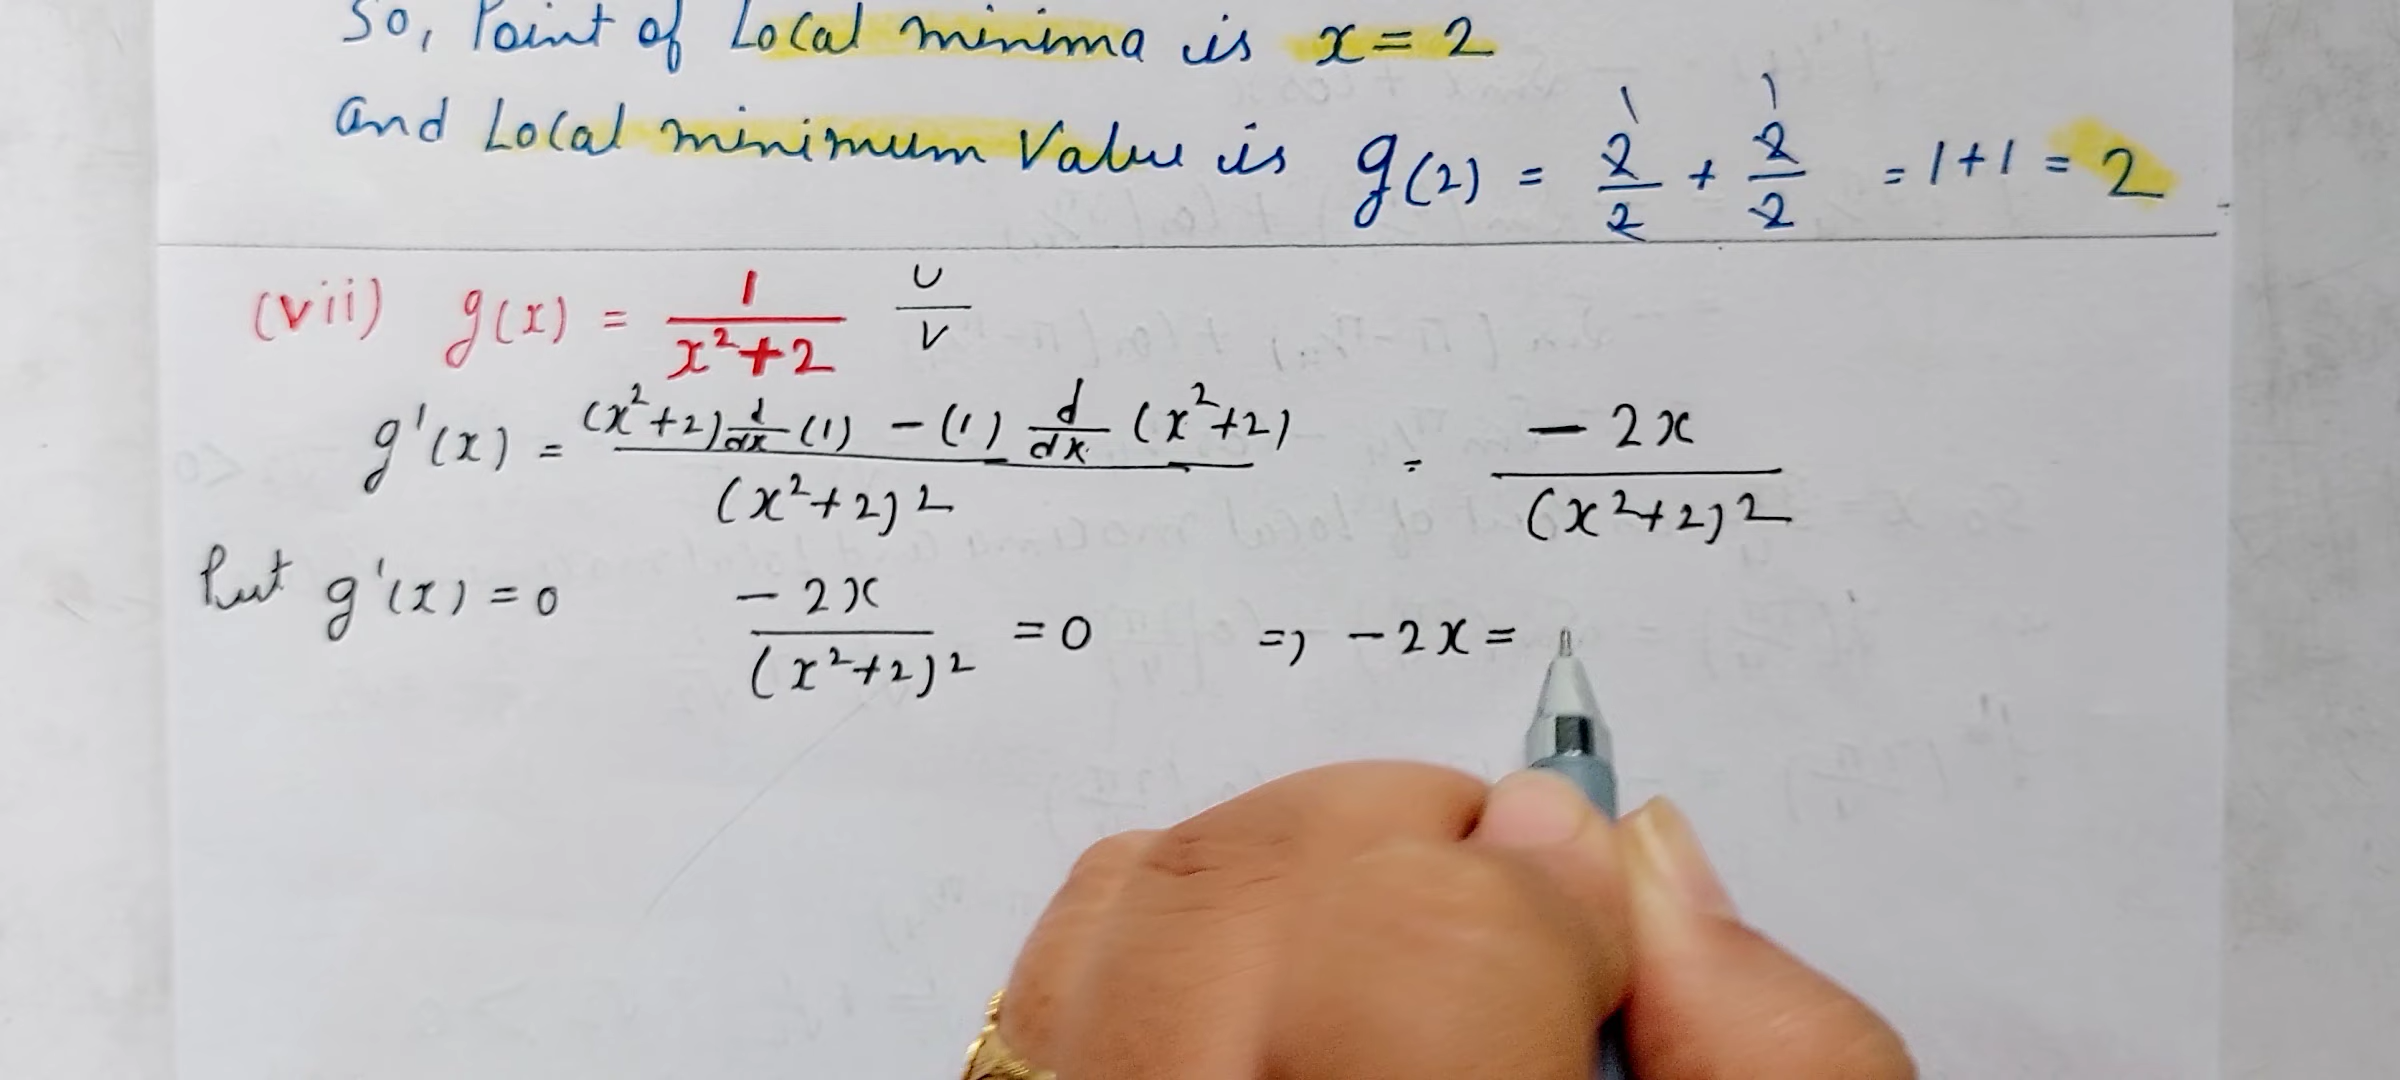 So, Point of Local minima is x = 2
and Local minimum Value is g(2) = 2/2 + 2/2 = 1+1 = 2
(vii) g(x) = 1/(x²+2) U/V
g'(x) = ((x²+2) d/dx (1) - (1) d/dx (x²+2))/(x²+2)² = -2x/(x²+2)²
Put g'(x) = 0 -2x/(x²+2)² = 0 => -2x =